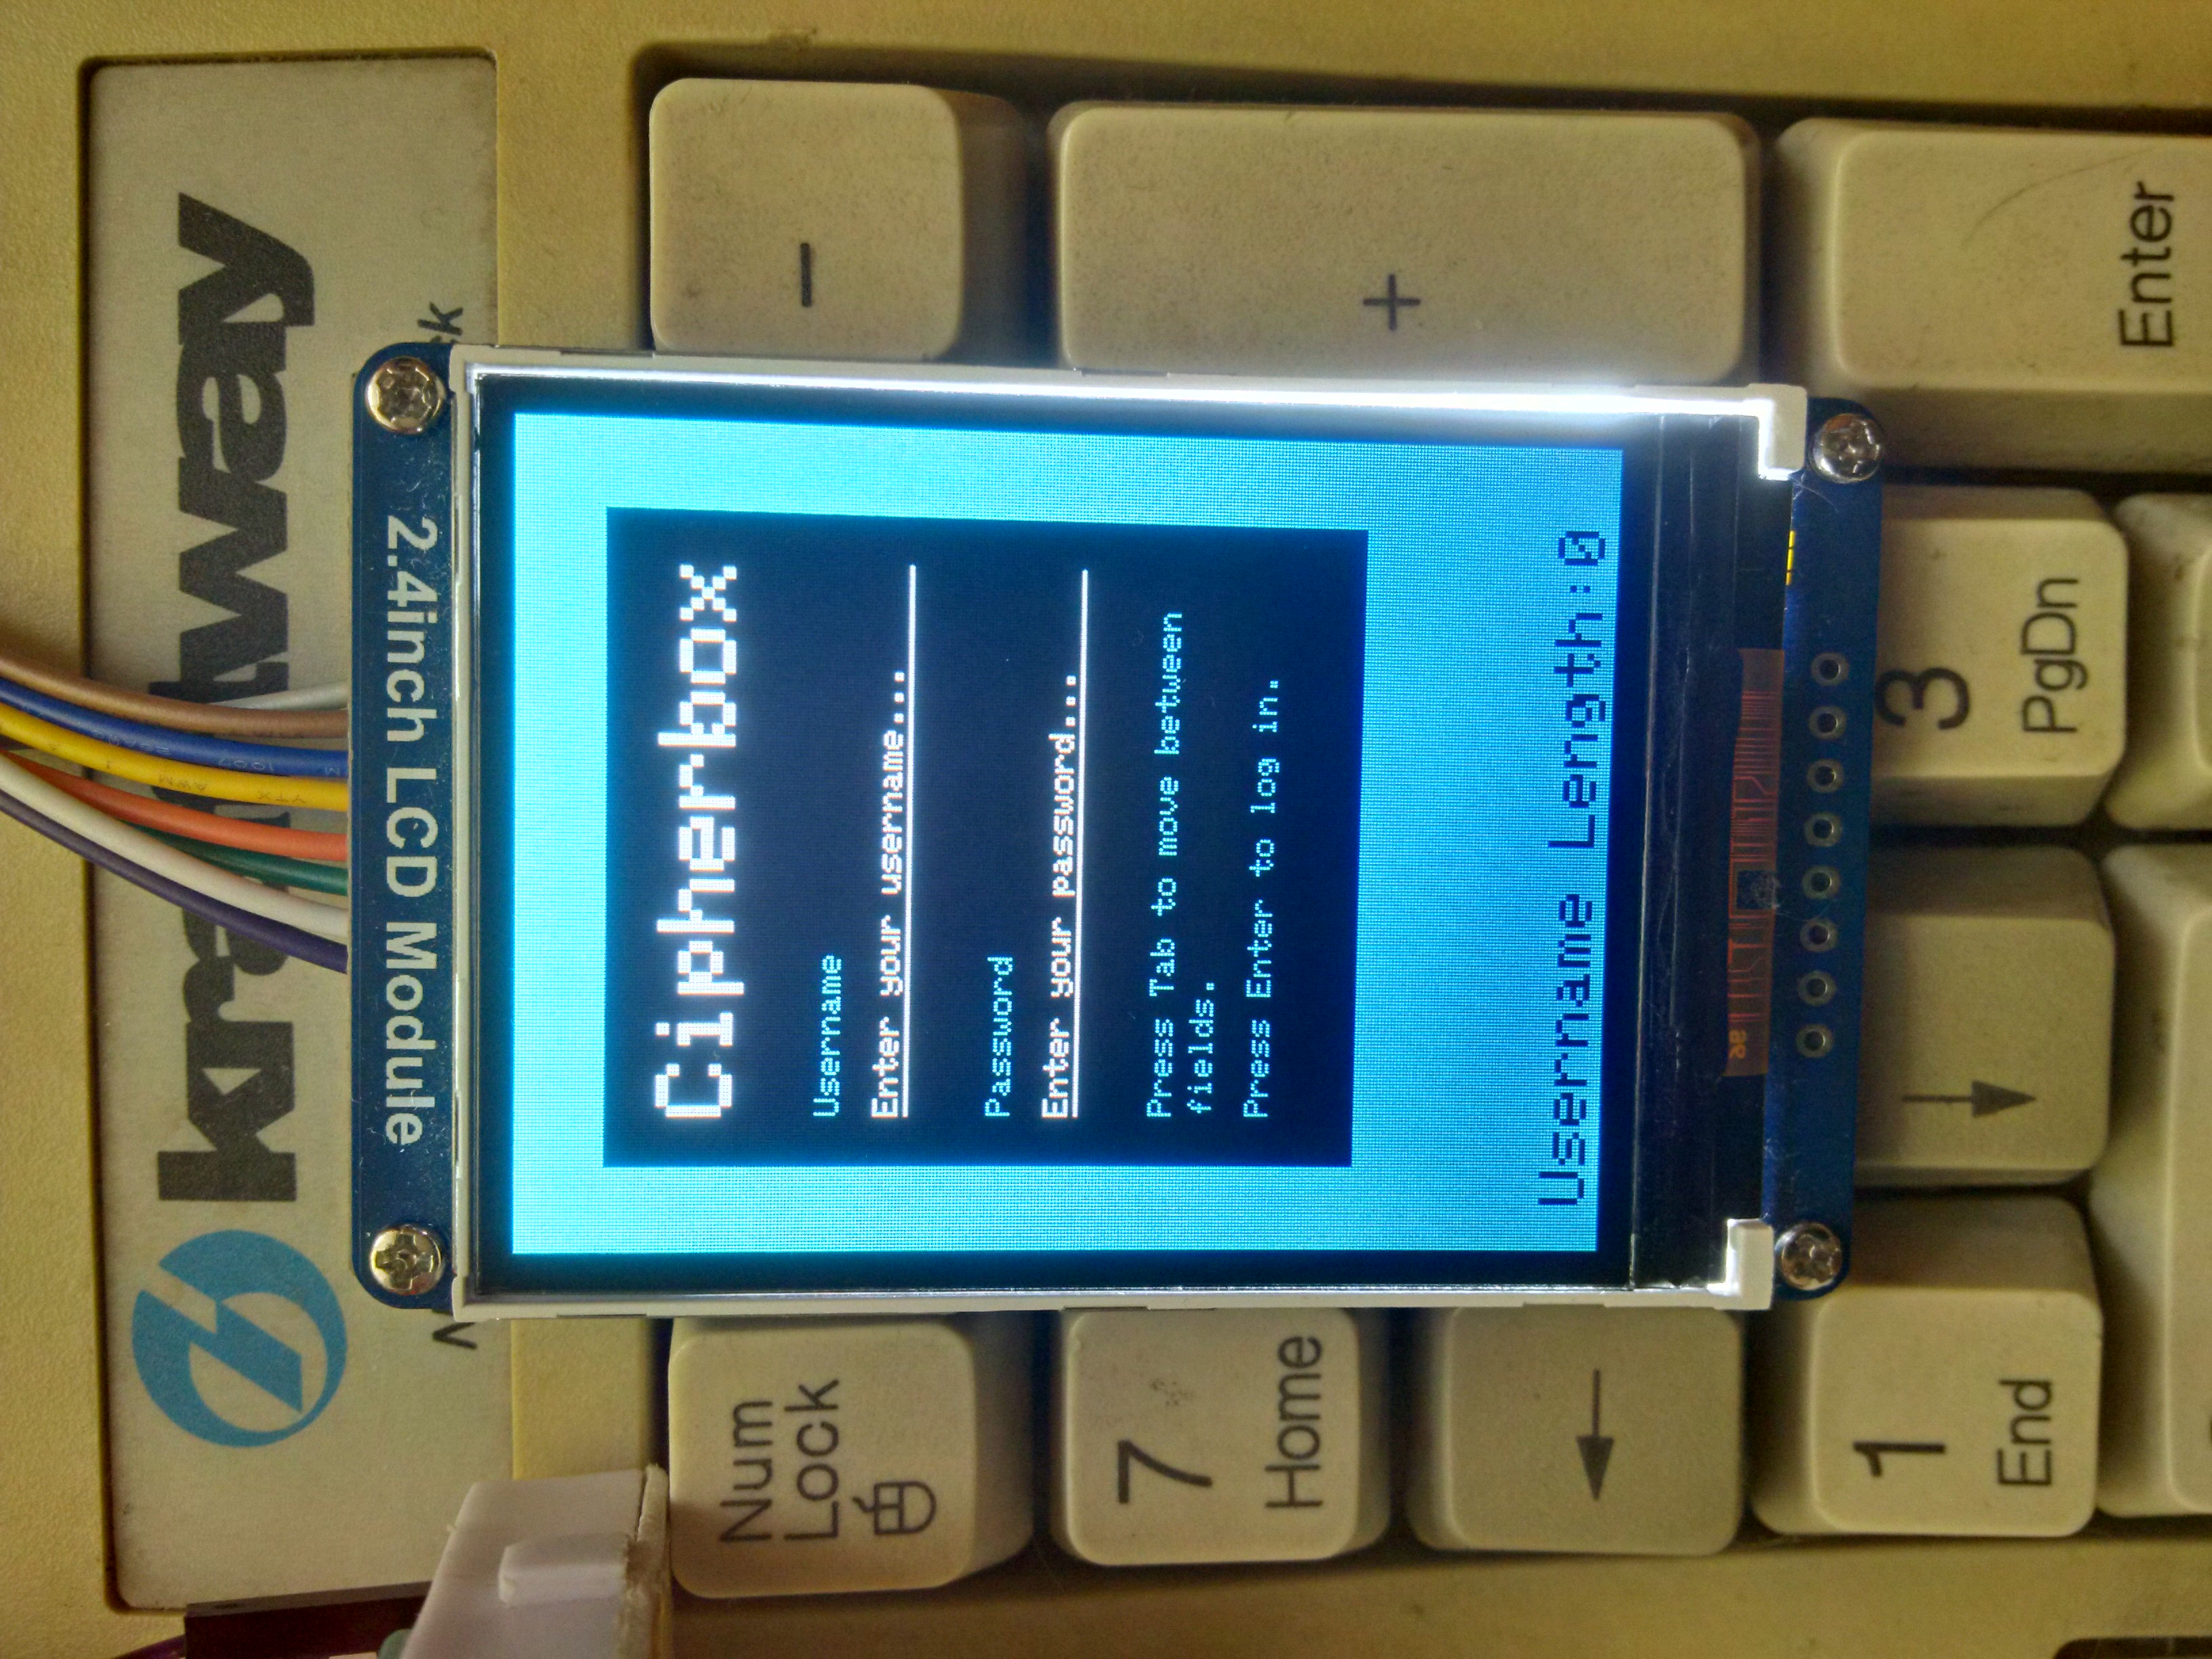 kraftway
2.4inch LCD Module
Cipherbox
Username
Enter your username...
Password
Enter your password...
Press Tab to move between
fields.
Press Enter to log in.
Username Length:0
Num
Lock
-
7
Home
+
1
End
3
PgDn
Enter